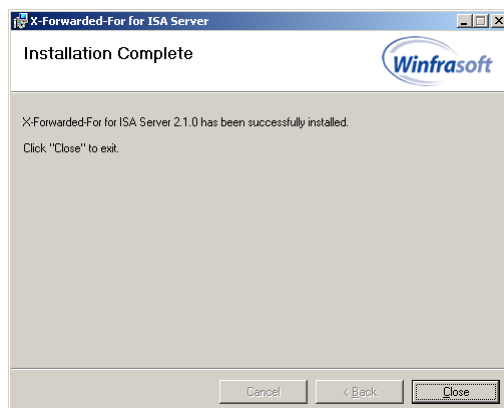 X-Forwarded-For for ISA Server
Installation Complete
Winfrasoft
X-Forwarded-For for ISA Server 2.1.0 has been successfully installed.
Click "Close" to exit.
Cancel
< Back
Close